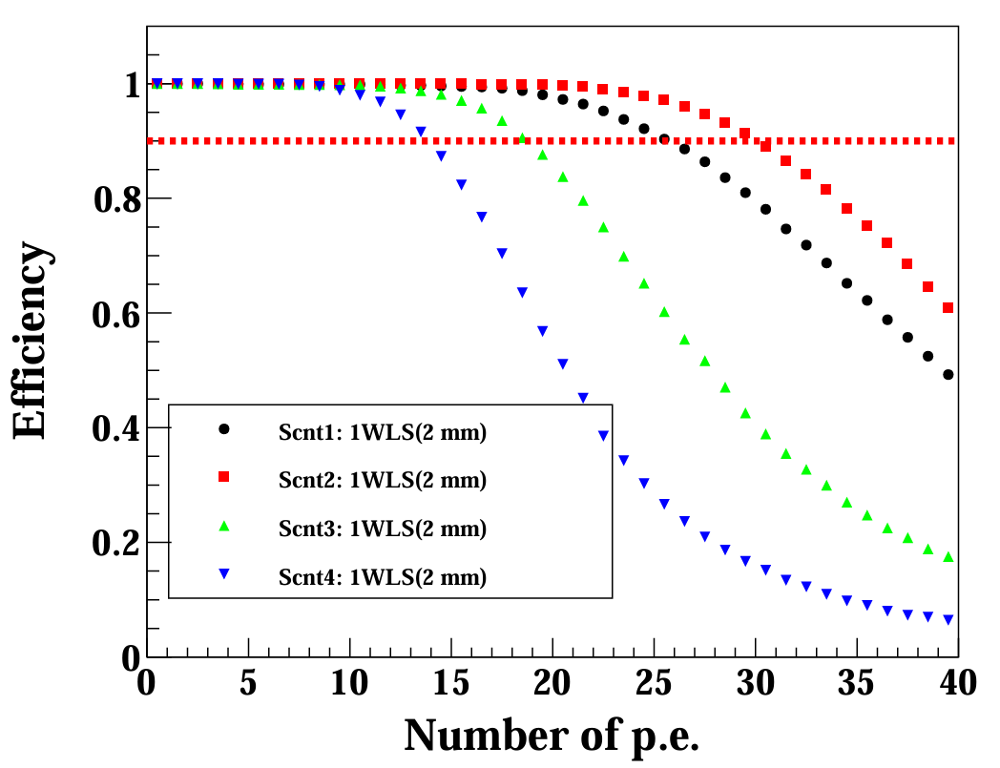 Efficiency
1
0.8
0.6
0.4
0.2
0
Scnt1: 1WLS(2 mm)
Scnt2: 1WLS(2 mm)
Scnt3: 1WLS(2 mm)
Scnt4: 1WLS(2 mm)
0 5 10 15 20 25 30 35 40
Number of p.e.